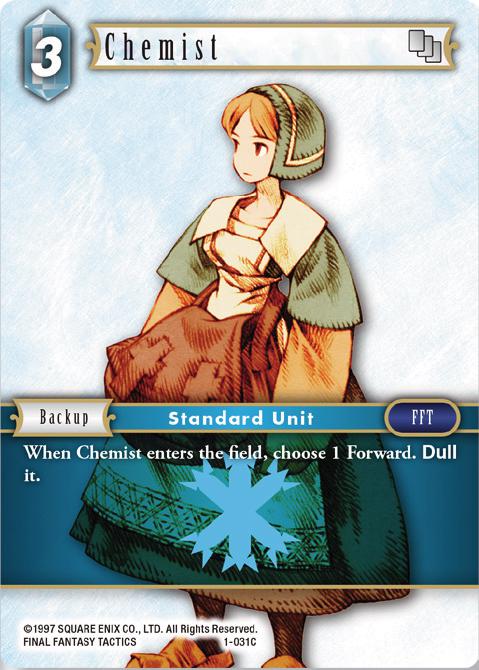 3
Chemist
Backup
Standard Unit
FFT
When Chemist enters the field, choose 1 Forward. Dull
it.
©1997 SQUARE ENIX CO., LTD. All Rights Reserved.
FINAL FANTASY TACTICS
1-031C